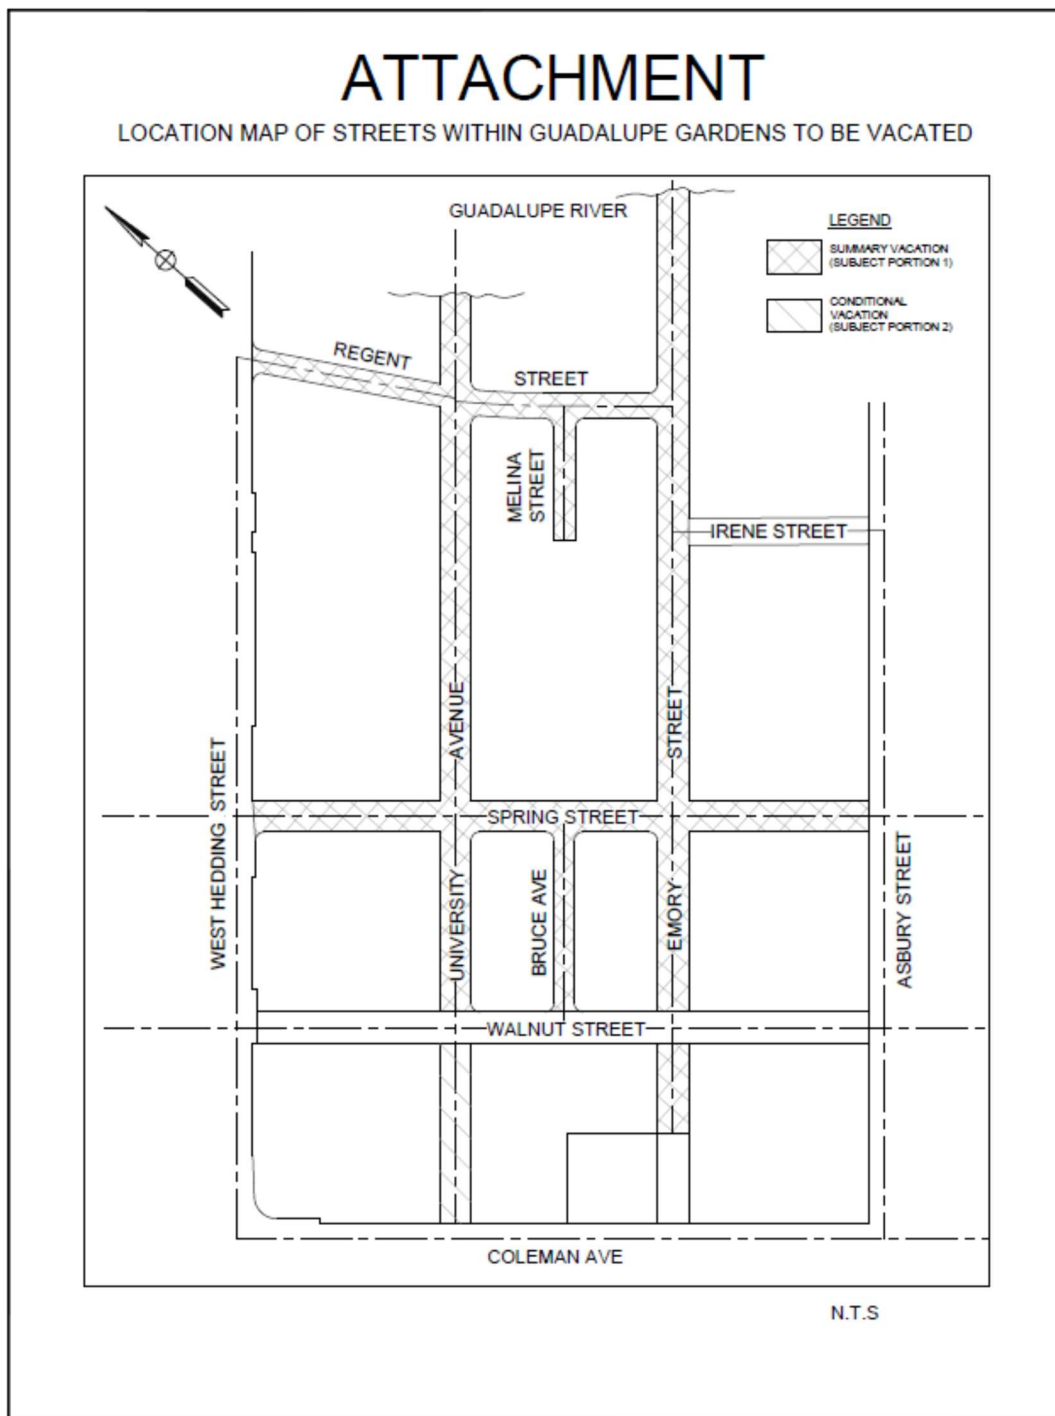 ATTACHMENT
LOCATION MAP OF STREETS WITHIN GUADALUPE GARDENS TO BE VACATED
GUADALUPE RIVER
LEGEND
SUMMARY VACATION
(SUBJECT PORTION 1)
CONDITIONAL
VACATION
(SUBJECT PORTION 2)
REGENT
STREET
MELINA
STREET
IRENE STREET
AVENUE
STREET
WEST HEDDING STREET
SPRING STREET
UNIVERSITY
BRUCE AVE
EMORY
ASBURY STREET
WALNUT STREET
COLEMAN AVE
N.T.S